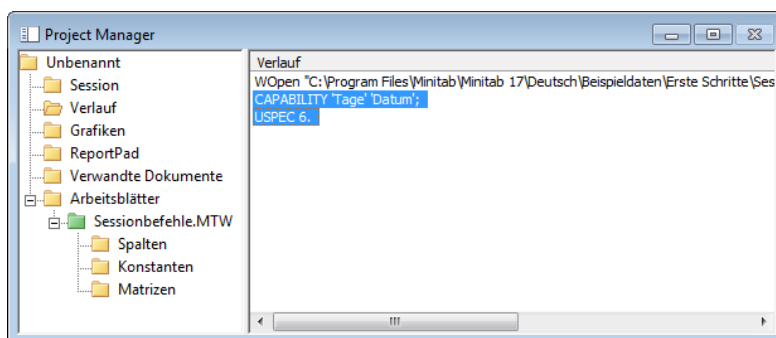 Project Manager
Unbenannt
Session
Verlauf
Grafiken
ReportPad
Verwandte Dokumente
Arbeitsblätter
Sessionbefehle.MTW
Spalten
Konstanten
Matrizen
Verlauf
WOpen "C:\Program Files\Minitab\Minitab 17\Deutsch\Beispieldaten\Erste Schritte\Ses
CAPABILITY 'Tage' 'Datum';
USPEC 6.